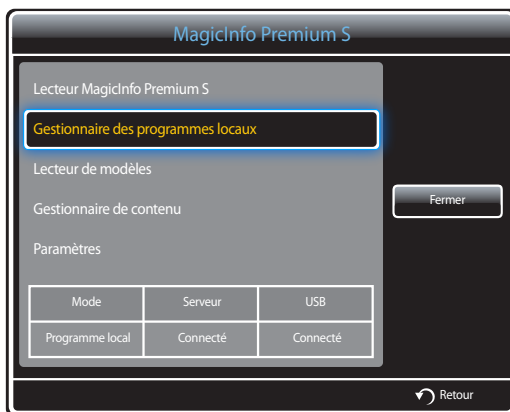 MagicInfo Premium S
Lecteur MagicInfo Premium S
Gestionnaire des programmes locaux
Lecteur de modèles
Gestionnaire de contenu
Paramètres
Fermer
Mode Serveur USB
Programme local Connecté Connecté
Retour